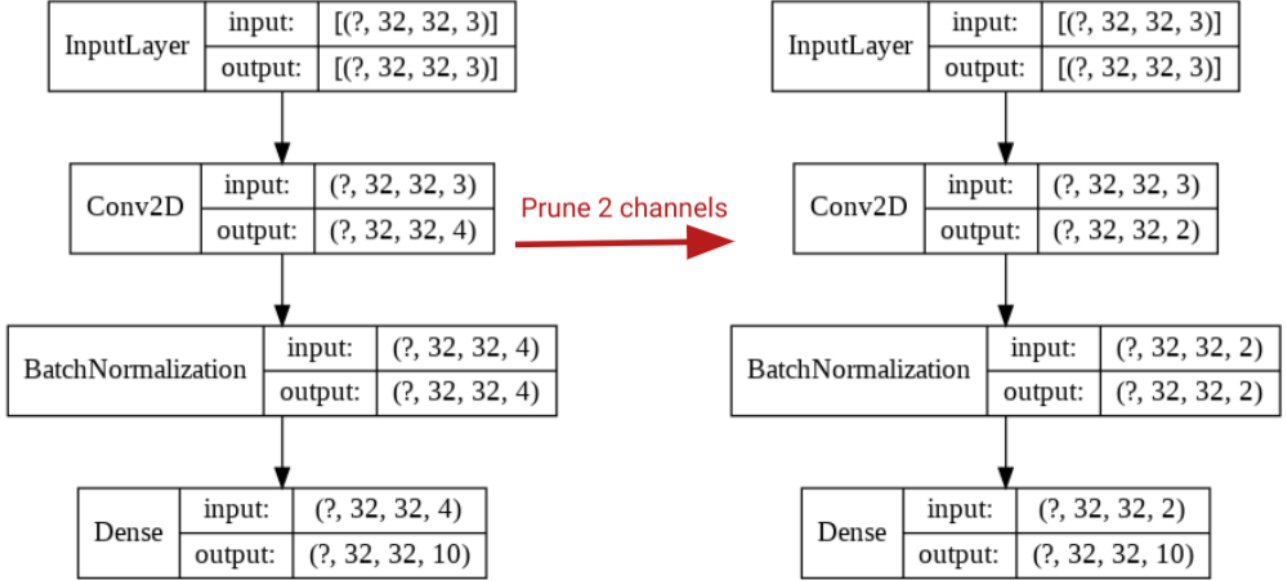 InputLayer
input: [(?, 32, 32, 3)]
output: [(?, 32, 32, 3)]
Conv2D
input: (?, 32, 32, 3)
output: (?, 32, 32, 4)
BatchNormalization
input: (?, 32, 32, 4)
output: (?, 32, 32, 4)
Dense
input: (?, 32, 32, 4)
output: (?, 32, 32, 10)
Prune 2 channels
InputLayer
input: [(?, 32, 32, 3)]
output: [(?, 32, 32, 3)]
Conv2D
input: (?, 32, 32, 3)
output: (?, 32, 32, 2)
BatchNormalization
input: (?, 32, 32, 2)
output: (?, 32, 32, 2)
Dense
input: (?, 32, 32, 2)
output: (?, 32, 32, 10)